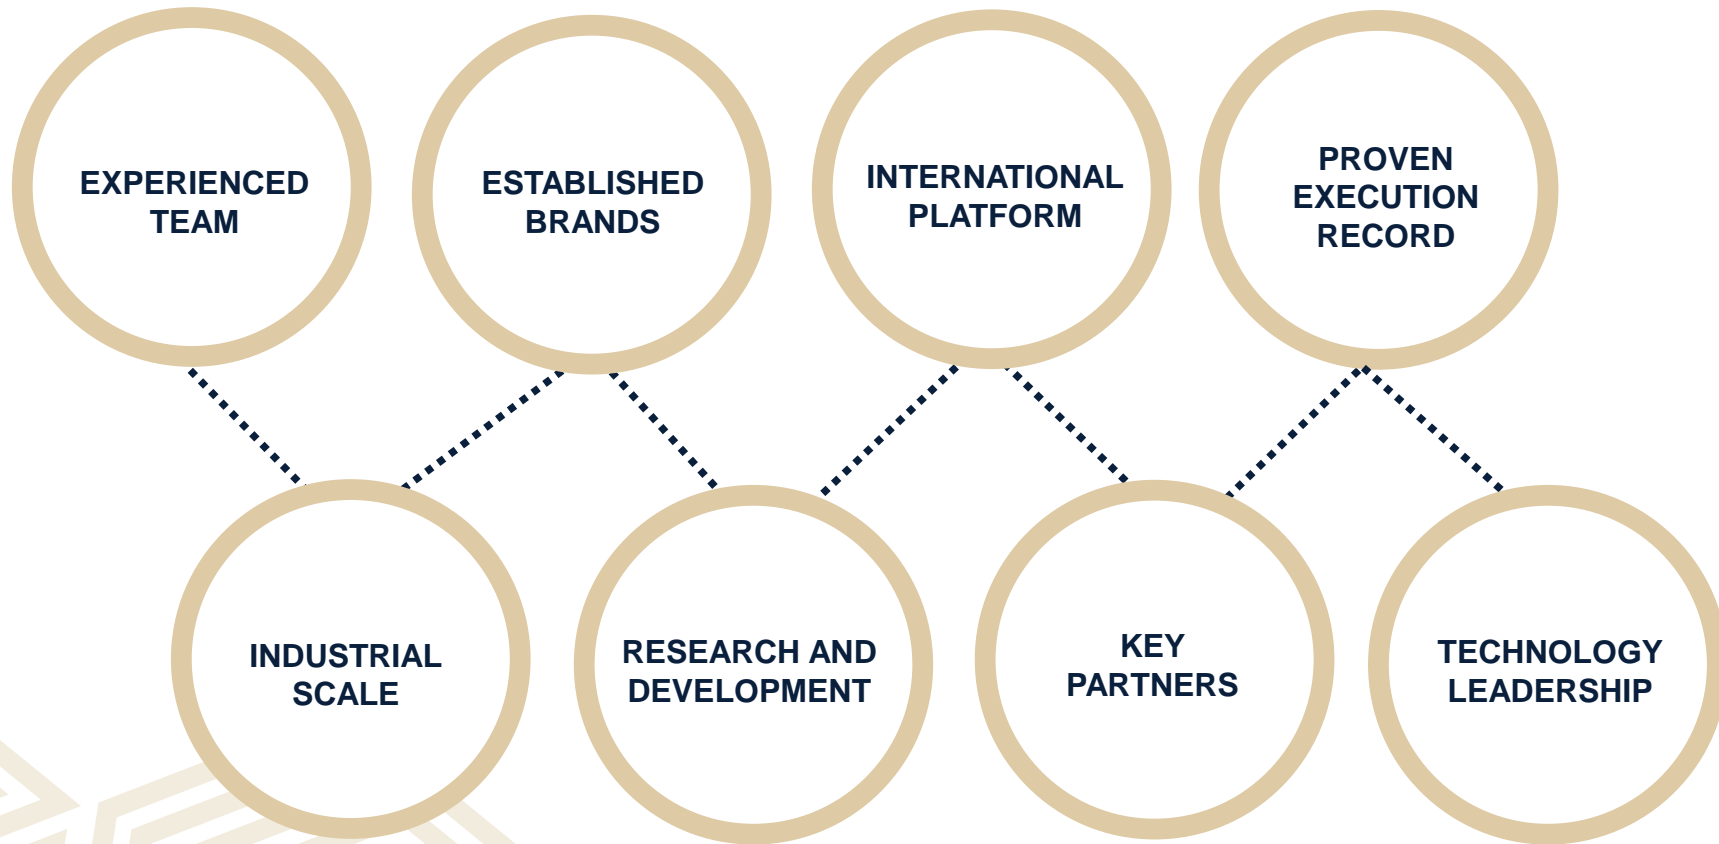 EXPERIENCED
TEAM
ESTABLISHED
BRANDS
INTERNATIONAL
PLATFORM
PROVEN
EXECUTION
RECORD
INDUSTRIAL
SCALE
RESEARCH AND
DEVELOPMENT
KEY
PARTNERS
TECHNOLOGY
LEADERSHIP